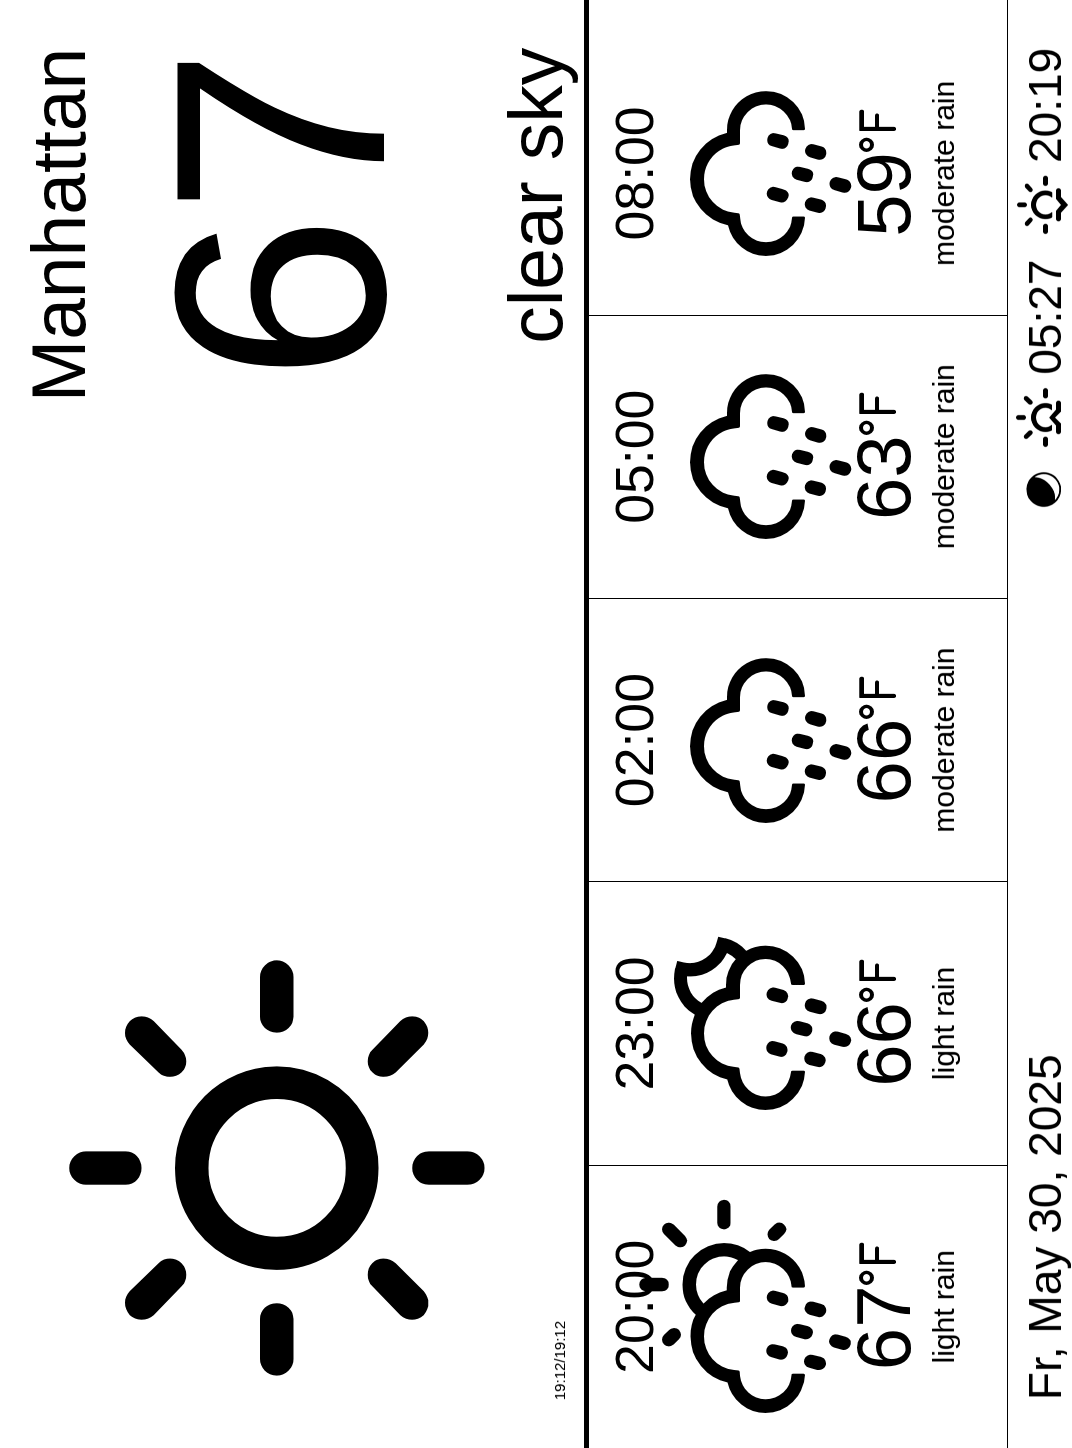 Manhattan
67
clear sky
19:12/19:12
20:00
67°F
light rain
23:00
66°F
light rain
02:00
66°F
moderate rain
05:00
63°F
moderate rain
08:00
59°F
moderate rain
Fr, May 30, 2025
05:27
20:19